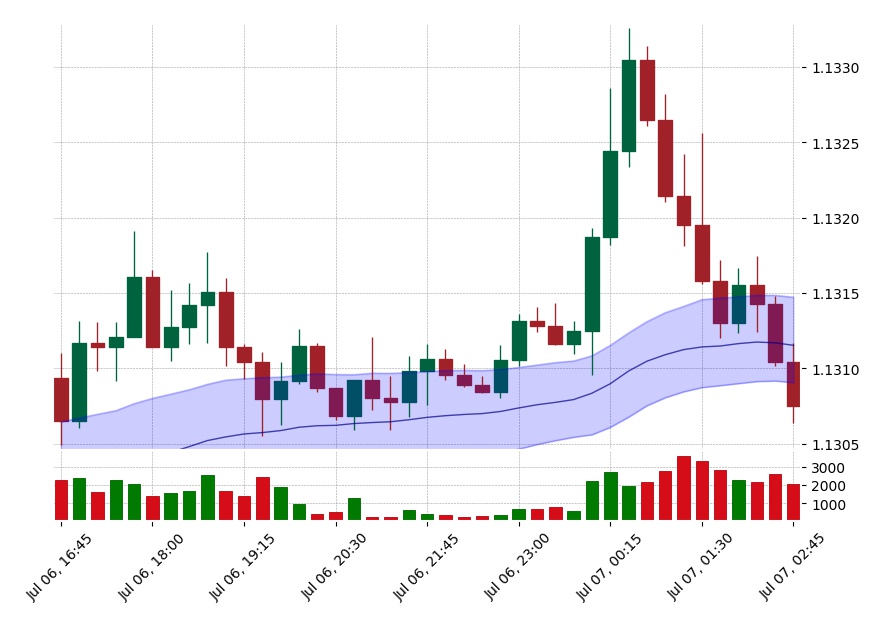 1.1330
1.1325
1.1320
1.1315
1.1310
1.1305
3000
2000
1000
Jul 06, 16:45
Jul 06, 18:00
Jul 06, 19:15
Jul 06, 20:30
Jul 06, 21:45
Jul 06, 23:00
Jul 07, 00:15
Jul 07, 01:30
Jul 07, 02:45